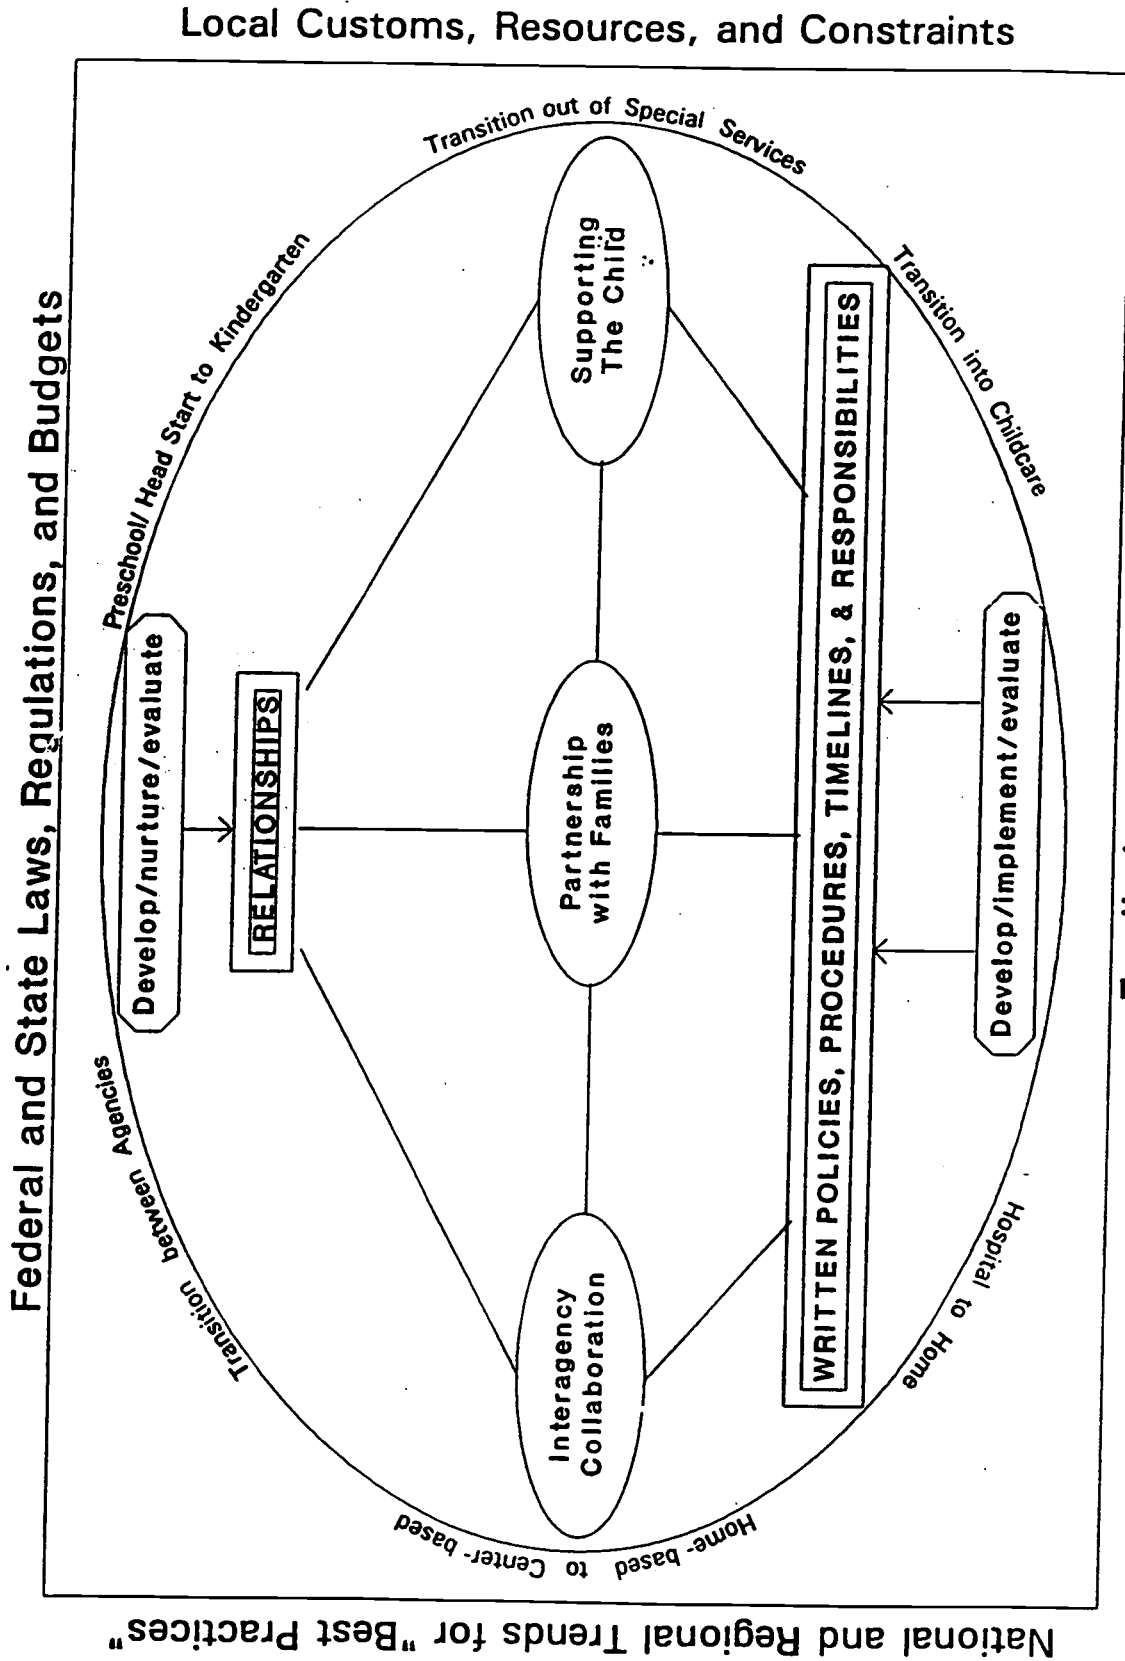 Federal and State Laws, Regulations, and Budgets
Local Customs, Resources, and Constraints
National and Regional Trends for "Best Practices"
Transition between Agencies
Preschool/Head Start to Kindergarten
Transition out of Special Services
Transition into Childcare
Hospital to Home
Home-based to Center-based
Develop/nurture/evaluate
RELATIONSHIPS
Interagency
Collaboration
Partnership
with Families
Supporting
The Child
WRITTEN POLICIES, PROCEDURES, TIMELINES, & RESPONSIBILITIES
Develop/implement/evaluate